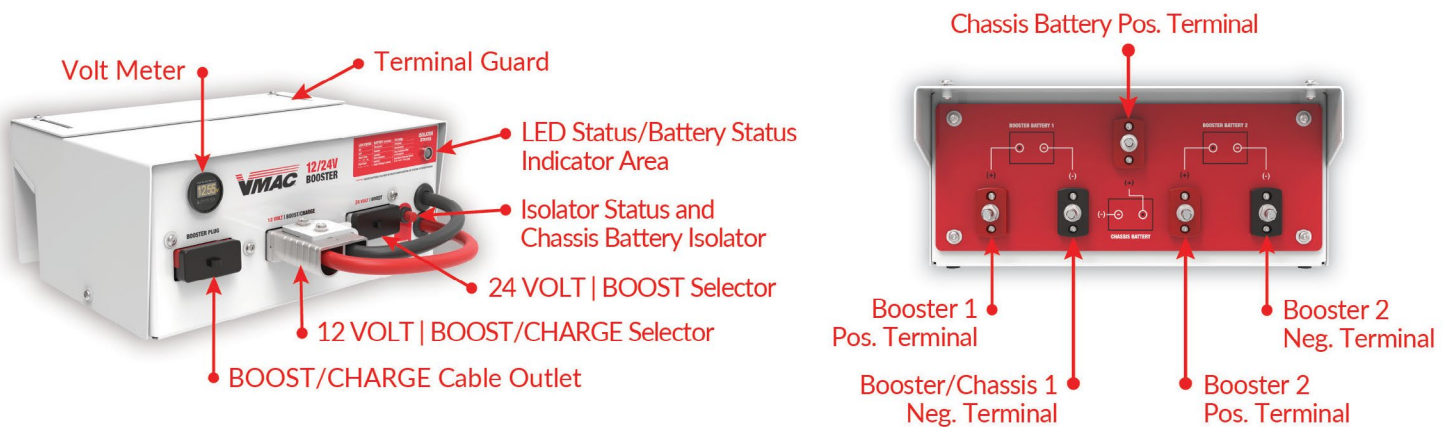 Volt Meter
Terminal Guard
LED Status/Battery Status
Indicator Area
Isolator Status and
Chassis Battery Isolator
24 VOLT | BOOST Selector
12 VOLT | BOOST/CHARGE Selector
BOOST/CHARGE Cable Outlet
VMAC
12/24V
BOOSTER
12:55
BOOSTER PLUG
12 VOLT | BOOST/CHARGE
24 VOLT | BOOST
Chassis Battery Pos. Terminal
BOOSTER BATTERY 1
BOOSTER BATTERY 2
(+)
(-)
(+)
(+)
(-)
(-)
CHASSIS BATTERY
Booster 1
Pos. Terminal
Booster/Chassis 1
Neg. Terminal
Booster 2
Pos. Terminal
Booster 2
Neg. Terminal